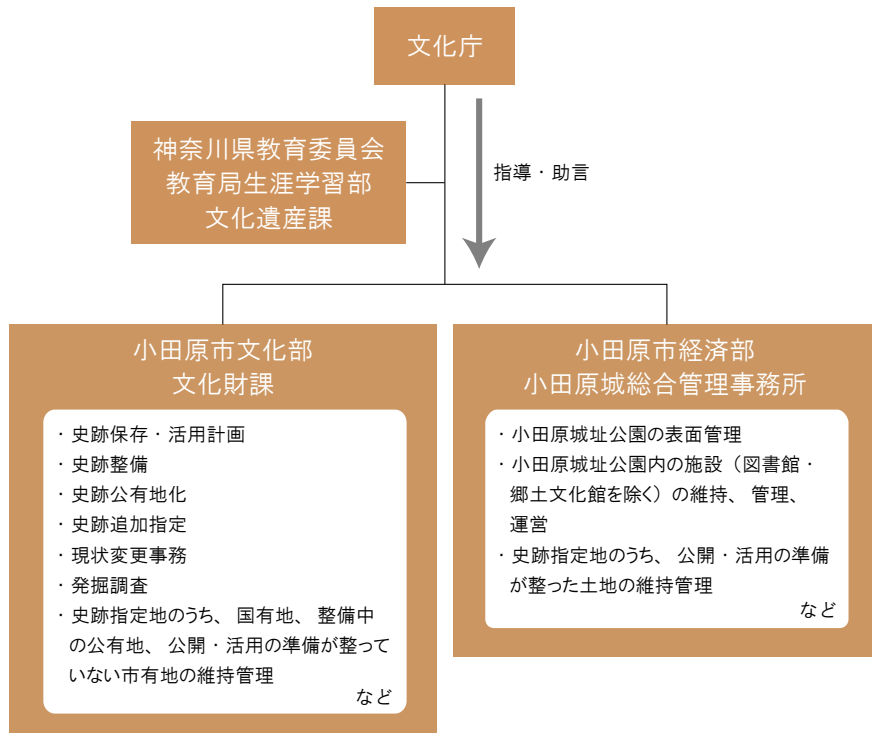 文化庁
神奈川県教育委員会
教育局生涯学習部
文化遺産課
指導・助言
小田原市文化部
文化財課
・史跡保存・活用計画
・史跡整備
・史跡公有地化
・史跡追加指定
・現状変更事務
・発掘調査
・史跡指定地のうち、国有地、整備中
の公有地、公開・活用の準備が整って
いない市有地の維持管理
など
小田原市経済部
小田原城総合管理事務所
・小田原城址公園の表面管理
・小田原城址公園内の施設（図書館・
郷土文化館を除く）の維持、管理、
運営
・史跡指定地のうち、公開・活用の準備
が整った土地の維持管理
など